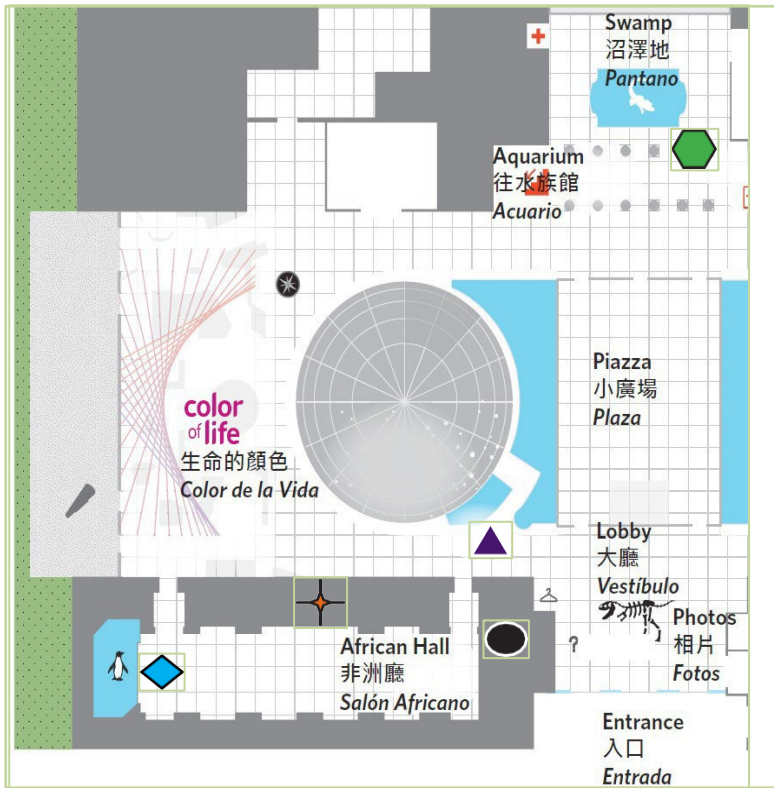 Swamp
沼澤地
Pantano
Aquarium
往水族館
Acuario
Piazza
小廣場
Plaza
color
of life
生命的顏色
Color de la Vida
Lobby
大廳
Vestíbulo
Photos
相片
Fotos
?
African Hall
非洲廳
Salón Africano
Entrance
入口
Entrada